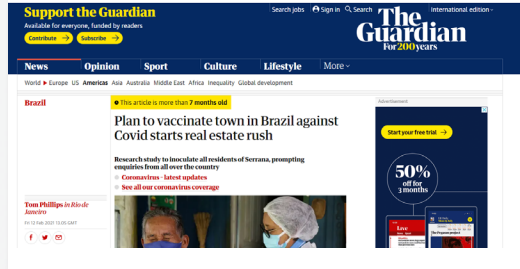 Support the Guardian
Available for everyone, funded by readers
Contribute →
Subscribe →
Search jobs
Sign in
Search
International edition
The Guardian
For 200 years
News
Opinion
Sport
Culture
Lifestyle
More
World
Europe
US
Americas
Asia
Australia
Middle East
Africa
Inequality
Global development
Brazil
This article is more than 7 months old
Plan to vaccinate town in Brazil against
Covid starts real estate rush
Research study to inoculate all residents of Serrana, prompting
enquiries from all over the country
Coronavirus - latest updates
See all our coronavirus coverage
Tom Phillips in Rio de
Janeiro
Advertisement
Start your free trial →
50%
off for
3 months
Live